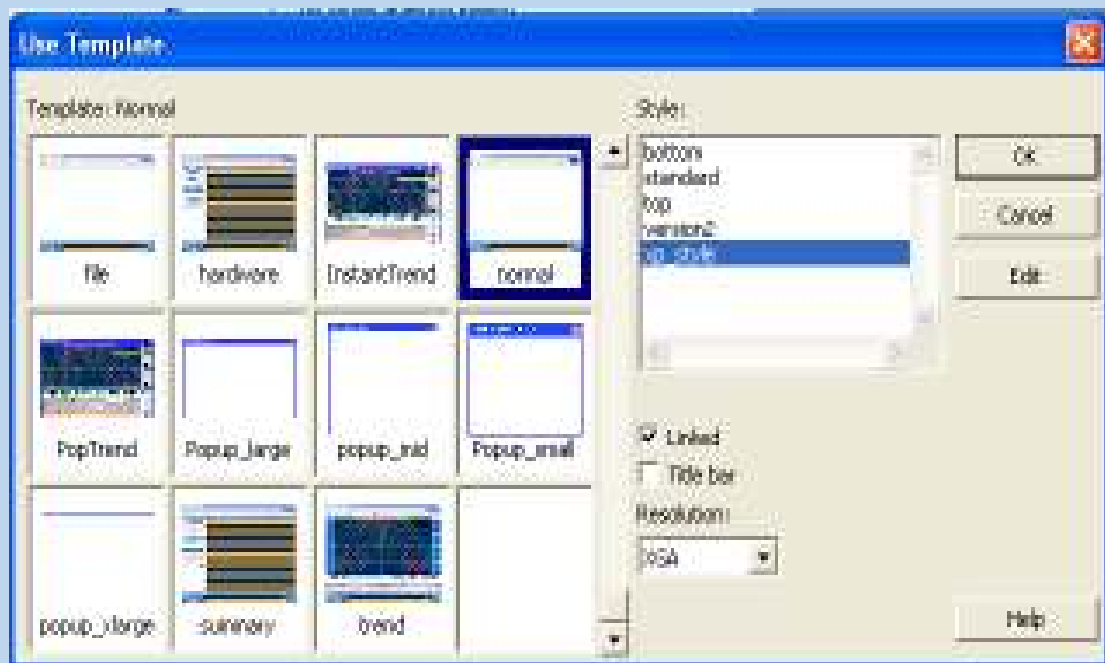 Use Template
Template: Normal
file
hardware
InstantTrend
normal
PopTrend
Popup_large
popup_mid
Popup_small
popup_xlarge
summary
trend
Style:
bottom
standard
top
version2
style
Linked
Title bar
Resolution:
XGA
OK
Cancel
Edit
Help